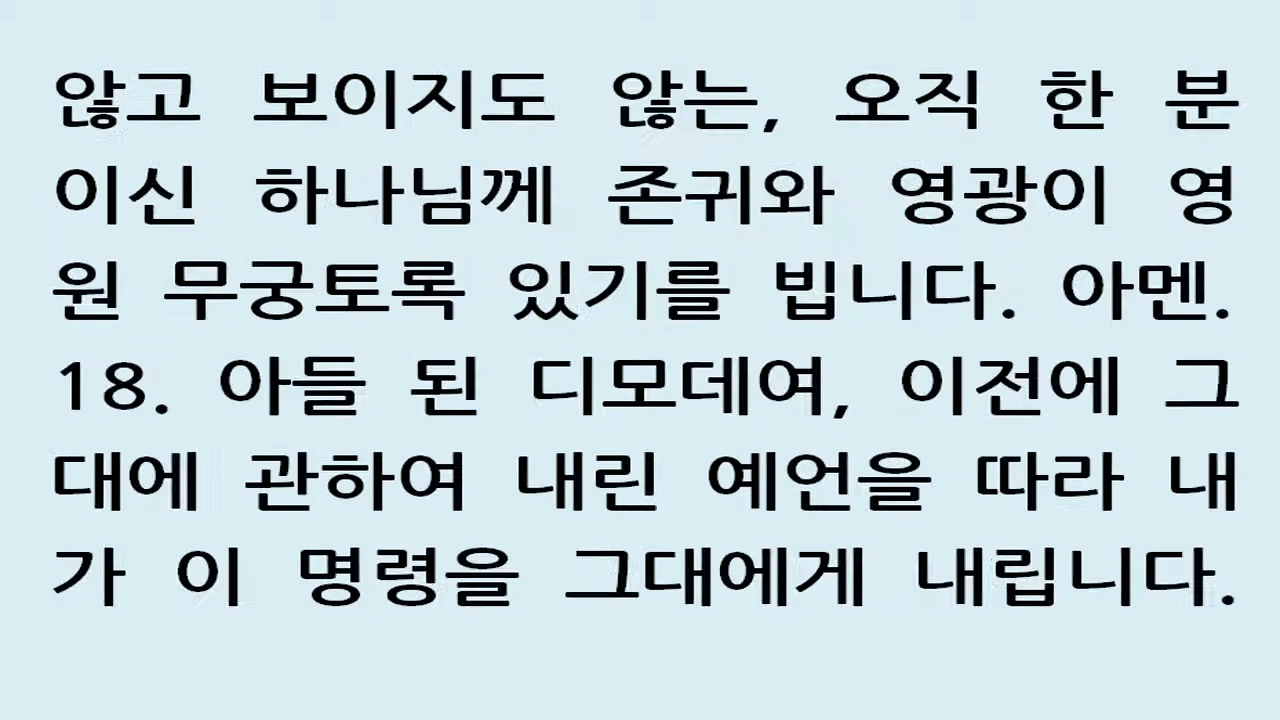 않고 보이지도 않는, 오직 한 분
이신 하나님께 존귀와 영광이 영
원 무궁토록 있기를 빕니다. 아멘.
18. 아들 된 디모데여, 이전에 그
대에 관하여 내린 예언을 따라 내
가 이 명령을 그대에게 내립니다.